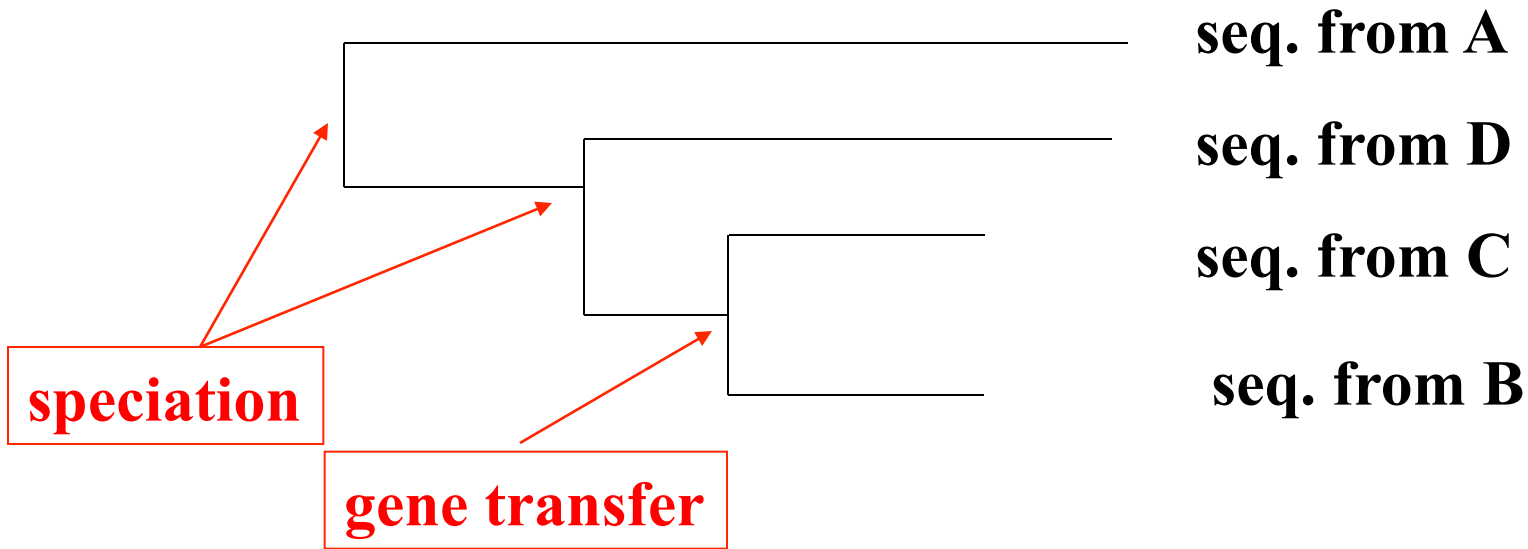 seq. from A
seq. from D
seq. from C
seq. from B
speciation
gene transfer